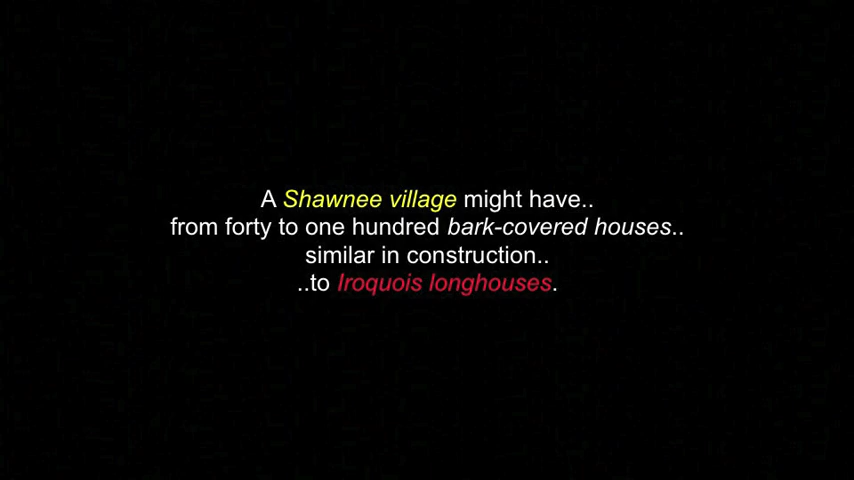 A Shawnee village might have..
from forty to one hundred bark-covered houses..
similar in construction..
..to Iroquois longhouses.